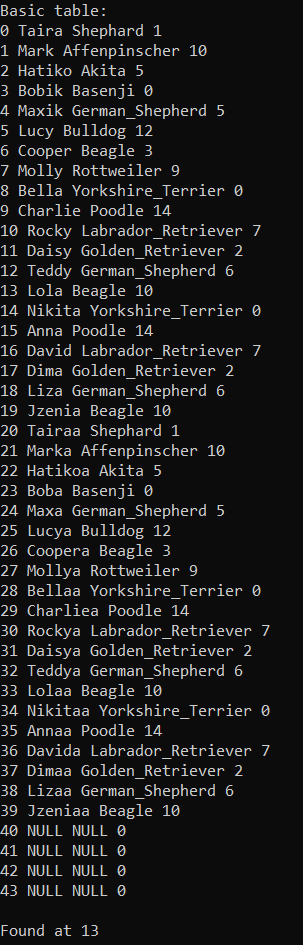 Basic table:
0 Taira Shephard 1
1 Mark Affenpinscher 10
2 Hatiko Akita 5
3 Bobik Basenji 0
4 Maxik German_Shepherd 5
5 Lucy Bulldog 12
6 Cooper Beagle 3
7 Molly Rottweiler 9
8 Bella Yorkshire_Terrier 0
9 Charlie Poodle 14
10 Rocky Labrador_Retriever 7
11 Daisy Golden_Retriever 2
12 Teddy German_Shepherd 6
13 Lola Beagle 10
14 Nikita Yorkshire_Terrier 0
15 Anna Poodle 14
16 David Labrador_Retriever 7
17 Dima Golden_Retriever 2
18 Liza German_Shepherd 6
19 Jzenia Beagle 10
20 Tairaa Shephard 1
21 Marka Affenpinscher 10
22 Hatikoa Akita 5
23 Boba Basenji 0
24 Maxa German_Shepherd 5
25 Lucya Bulldog 12
26 Coopera Beagle 3
27 Mollya Rottweiler 9
28 Bellaa Yorkshire_Terrier 0
29 Charliea Poodle 14
30 Rockya Labrador_Retriever 7
31 Daisya Golden_Retriever 2
32 Teddya German_Shepherd 6
33 Lolaa Beagle 10
34 Nikitaa Yorkshire_Terrier 0
35 Annaa Poodle 14
36 Davida Labrador_Retriever 7
37 Dimaa Golden_Retriever 2
38 Lizaa German_Shepherd 6
39 Jzeniaa Beagle 10
40 NULL NULL 0
41 NULL NULL 0
42 NULL NULL 0
43 NULL NULL 0
Found at 13